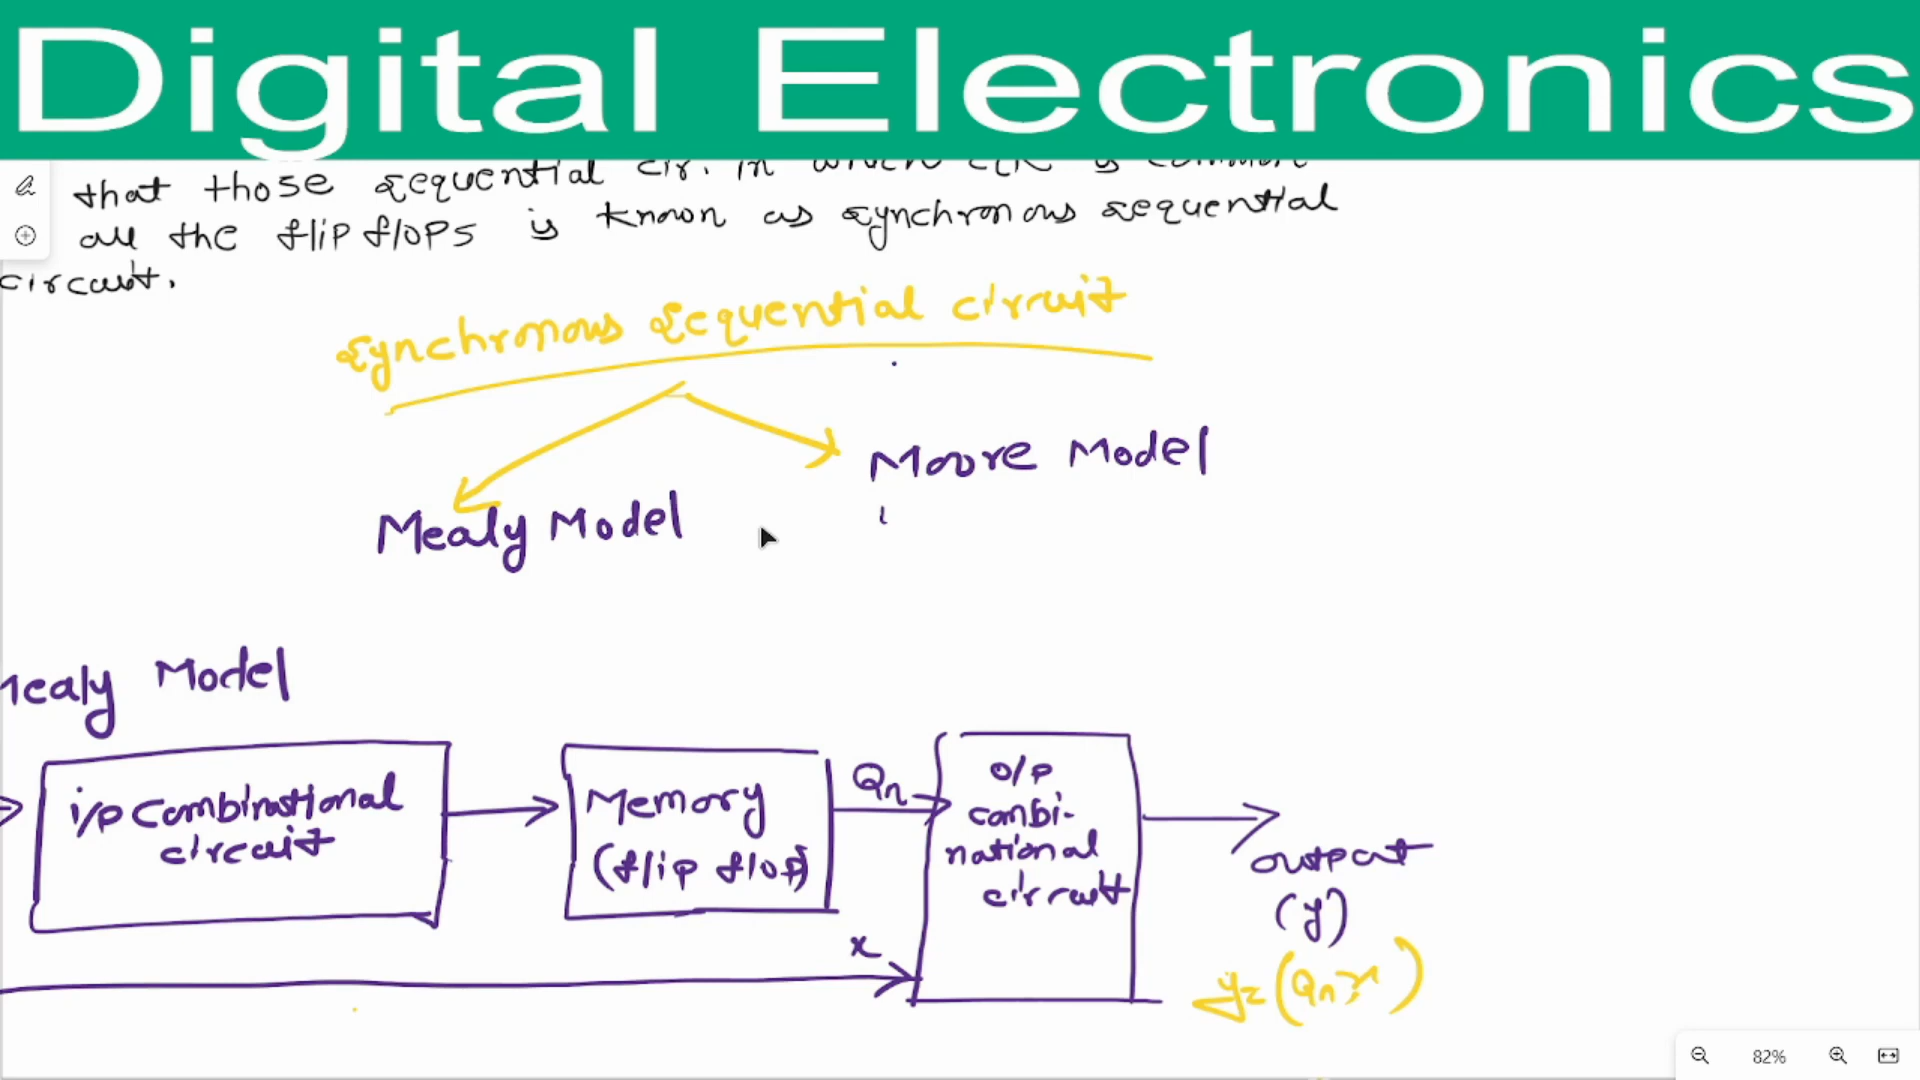 Digital Electronics
that those sequential cir. in which CLK is common
all the flip flops is known as synchronous sequential
circuit.
Synchronous Sequential circuit
Moore Model
Mealy Model
Mealy Model
i/p combinational
circuit
Memory
(flip flop)
Qn
o/p
combi-
national
circuit
x
output
(y)
y=(Qn,x)
82%